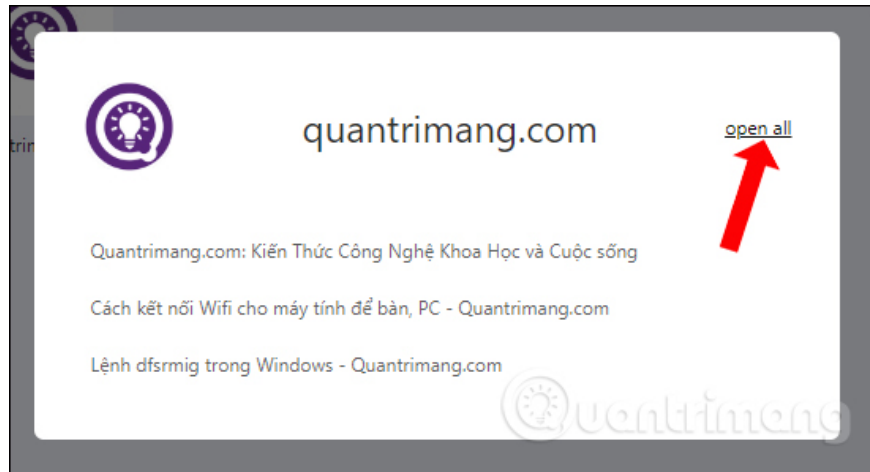 quantrimang.com
open all
trin
Quantrimang.com: Kiến Thức Công Nghệ Khoa Học và Cuộc sống
Cách kết nối Wifi cho máy tính để bàn, PC - Quantrimang.com
Lệnh dfsrmig trong Windows - Quantrimang.com
Quantrimang